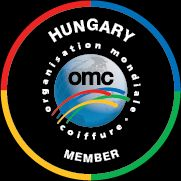 HUNGARY
organisation mondiale
omc
coiffure
MEMBER